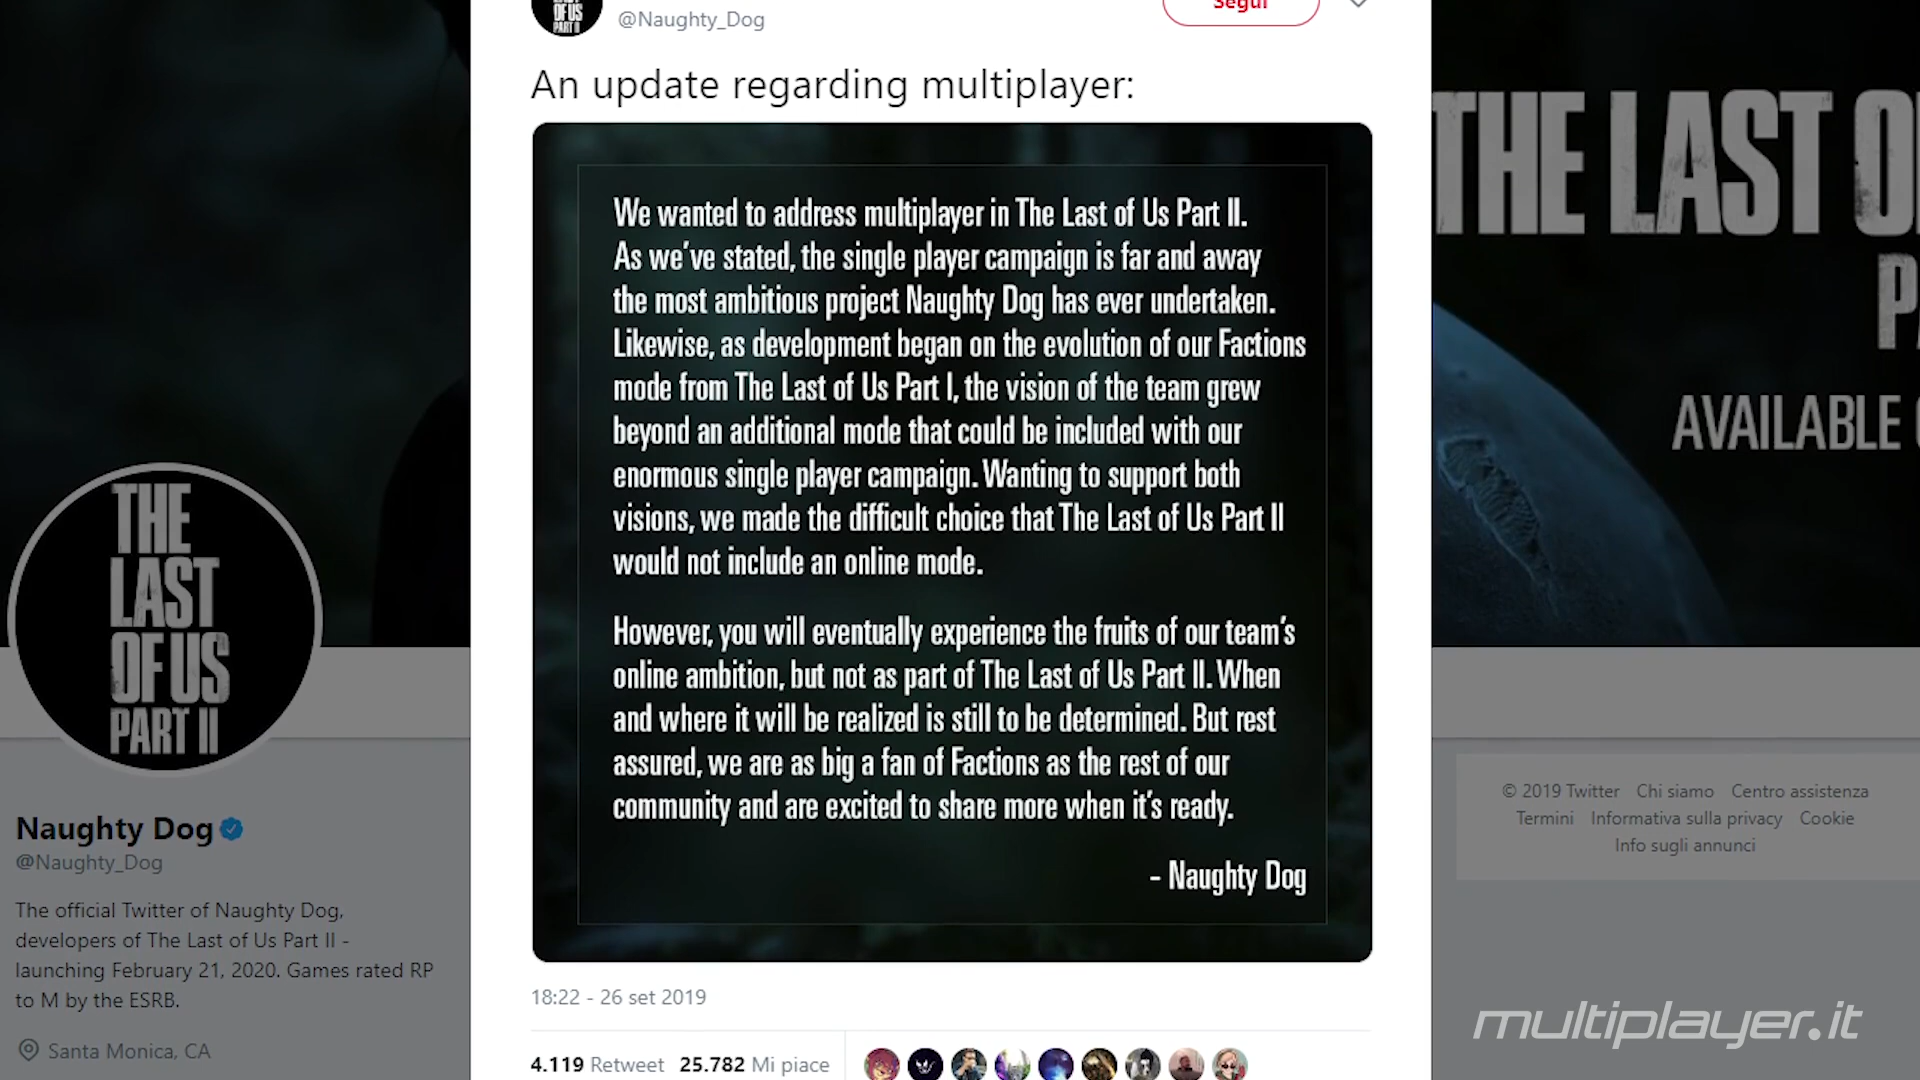 @Naughty_Dog
Segui
An update regarding multiplayer:
We wanted to address multiplayer in The Last of Us Part II.
As we've stated, the single player campaign is far and away
the most ambitious project Naughty Dog has ever undertaken.
Likewise, as development began on the evolution of our Factions
mode from The Last of Us Part I, the vision of the team grew
beyond an additional mode that could be included with our
enormous single player campaign. Wanting to support both
visions, we made the difficult choice that The Last of Us Part II
would not include an online mode.
However, you will eventually experience the fruits of our team's
online ambition, but not as part of The Last of Us Part II. When
and where it will be realized is still to be determined. But rest
assured, we are as big a fan of Factions as the rest of our
community and are excited to share more when it's ready.
- Naughty Dog
18:22 - 26 set 2019
4.119 Retweet 25.782 Mi piace
THE
LAST
OF US
PART II
Naughty Dog
@Naughty_Dog
The official Twitter of Naughty Dog,
developers of The Last of Us Part II -
launching February 21, 2020. Games rated RP
to M by the ESRB.
Santa Monica, CA
OF US
PART II
THE LAST O
PA
AVAILABLE
© 2019 Twitter Chi siamo Centro assistenza
Termini Informativa sulla privacy Cookie
Info sugli annunci
multiplayer.it